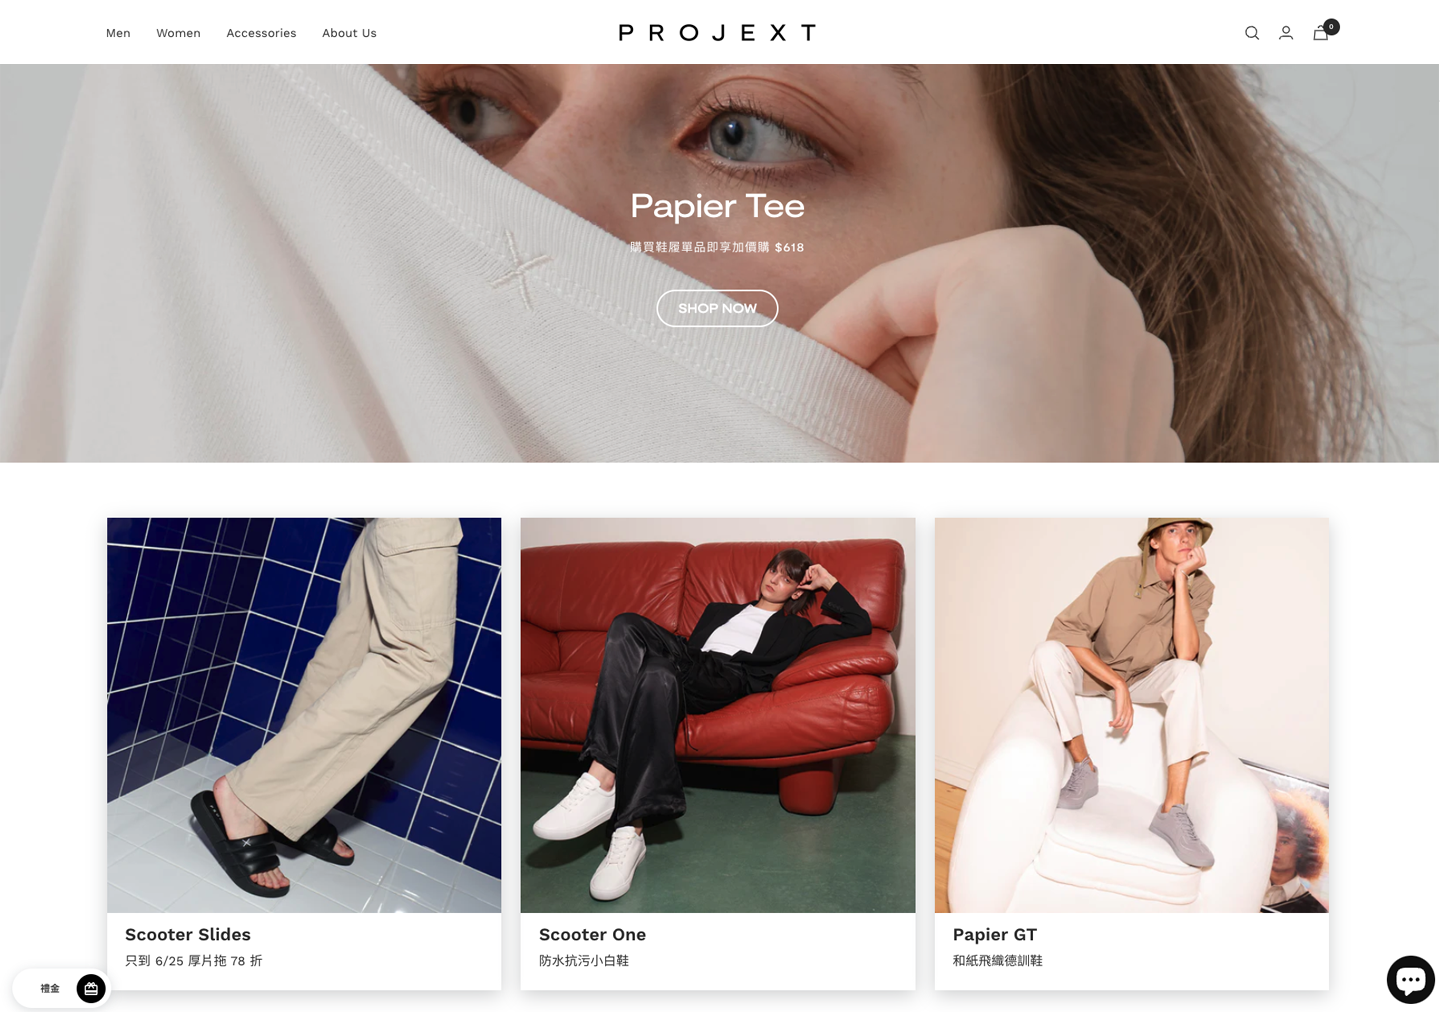 Men
Women
Accessories
About Us
PROJEXT
0
Papier Tee
購買鞋履單品即享加價購 $618
SHOP NOW
Scooter Slides
只到 6/25 厚片拖 78 折
Scooter One
防水抗污小白鞋
Papier GT
和紙飛織德訓鞋
禮金